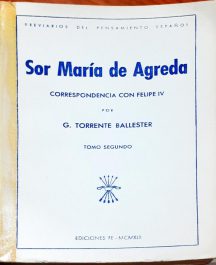 BREVIARIOS DEL PENSAMIENTO ESPAÑOL
Sor María de Agreda
CORRESPONDENCIA CON FELIPE IV
POR
G. TORRENTE BALLESTER
TOMO SEGUNDO
EDICIONES FE - MCMXLII